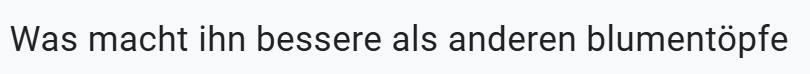 Was macht ihn bessere als anderen blumentöpfe